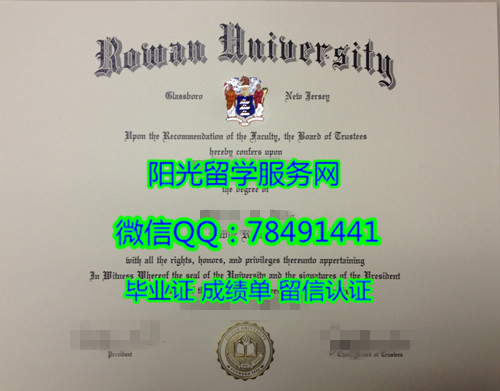 Rowan University
Glassboro New Jersey
Upon the Recommendation of the Faculty, the Board of Trustees
hereby confers upon
阳光留学服务网
the degree of
微信QQ：78491441
with all the rights, honors, and privileges thereunto appertaining
In Witness Whereof the seal of the University and the signatures of the President
毕业证 成绩单 留信认证
President
Chair, Board of Trustees